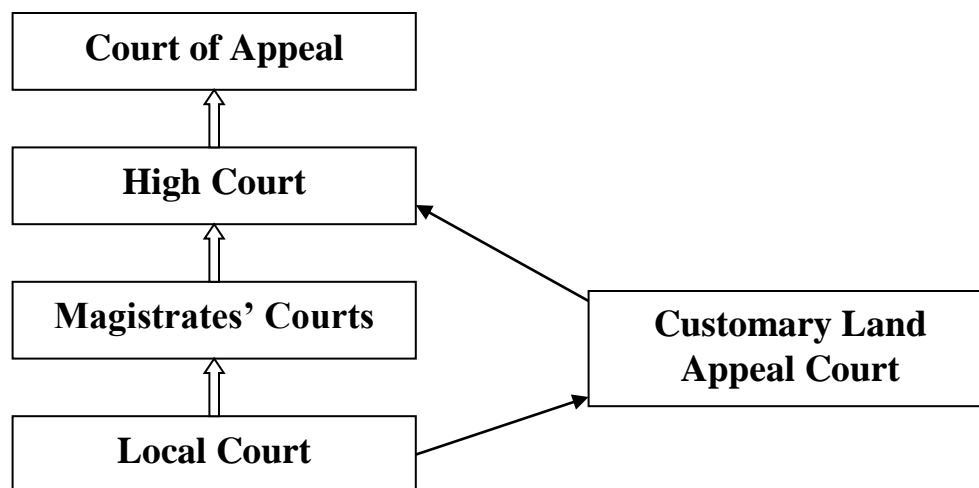 Court of Appeal
High Court
Magistrates’ Courts
Customary Land
Appeal Court
Local Court